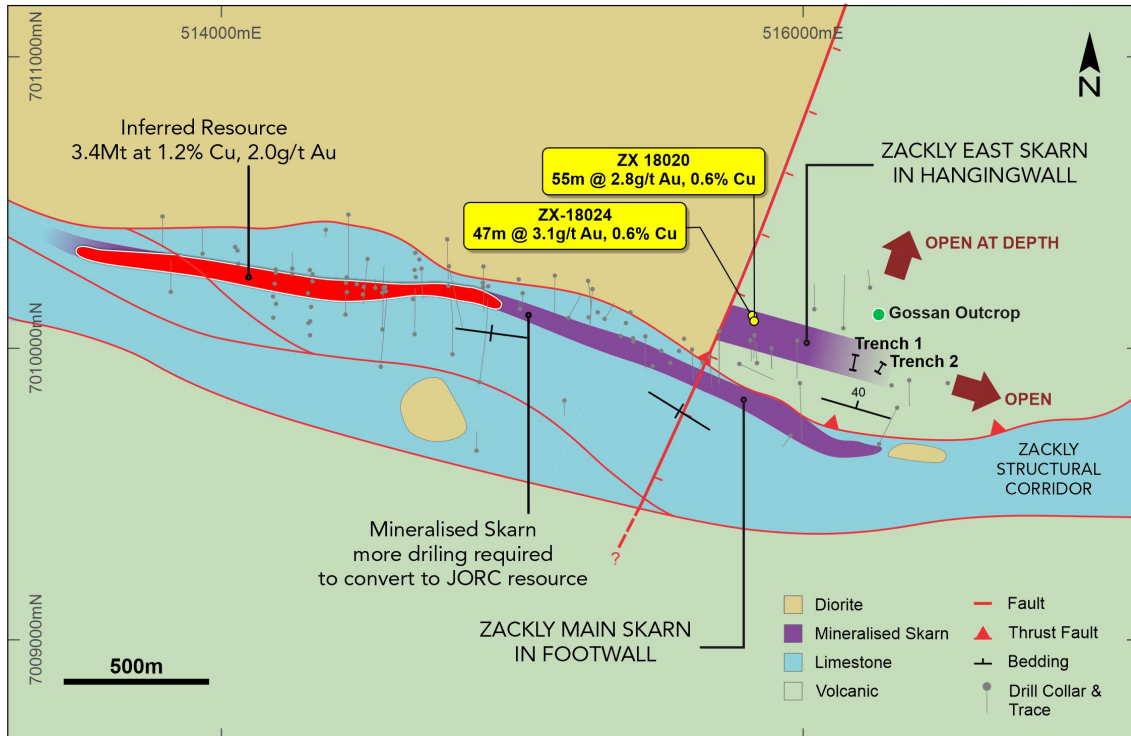 514000mE
516000mE
7011000mN
7010000mN
7009000mN
N
Inferred Resource
3.4Mt at 1.2% Cu, 2.0g/t Au
ZX 18020
55m @ 2.8g/t Au, 0.6% Cu
ZX-18024
47m @ 3.1g/t Au, 0.6% Cu
ZACKLY EAST SKARN
IN HANGINGWALL
OPEN AT DEPTH
Gossan Outcrop
Trench 1
Trench 2
40
OPEN
ZACKLY
STRUCTURAL
CORRIDOR
Mineralised Skarn
more driling required
to convert to JORC resource
?
ZACKLY MAIN SKARN
IN FOOTWALL
500m
Diorite
Mineralised Skarn
Limestone
Volcanic
Fault
Thrust Fault
Bedding
Drill Collar &
Trace